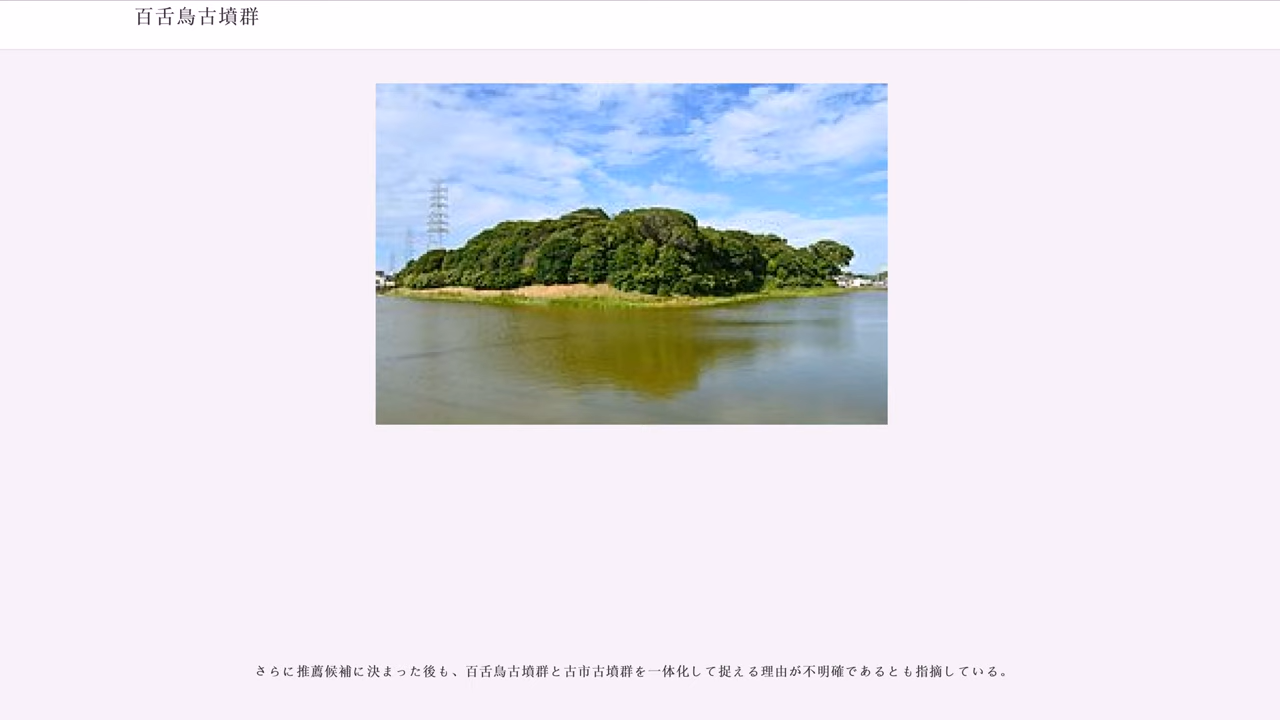 百舌鳥古墳群
さらに推薦候補に決まった後も、百舌鳥古墳群と古市古墳群を一体化して捉える理由が不明確であるとも指摘している。